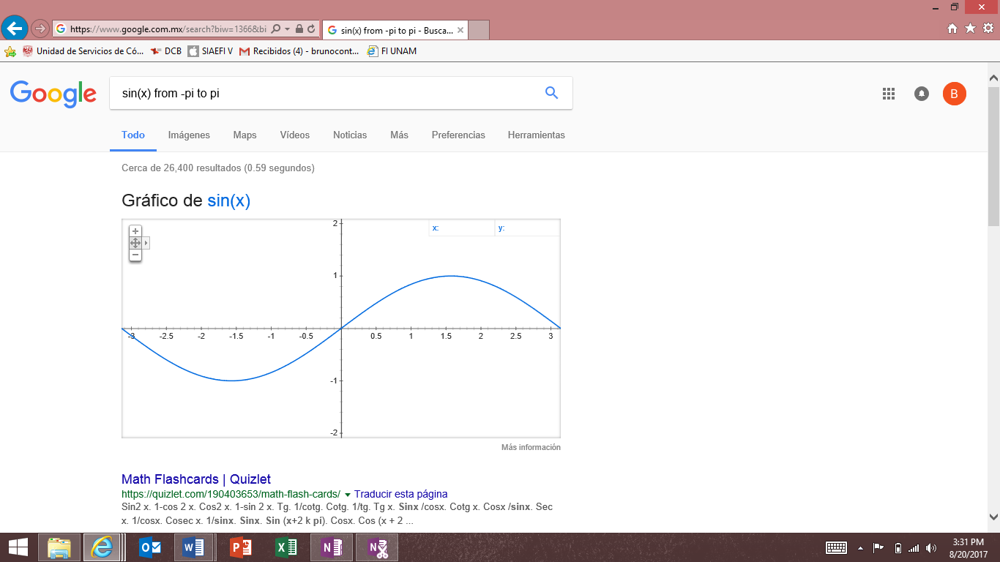 https://www.google.com.mx/search?biw=1366&bi
sin(x) from -pi to pi - Busca...
Unidad de Servicios de Có... DCB SIAEFI V Recibidos (4) - brunocont... FI UNAM
Google
sin(x) from -pi to pi
B
Todo Imágenes Maps Vídeos Noticias Más Preferencias Herramientas
Cerca de 26,400 resultados (0.59 segundos)
Gráfico de sin(x)
2 x: y:
1
-3 -2.5 -2 -1.5 -1 -0.5 0.5 1 1.5 2 2.5 3
-1
-2
Más información
Math Flashcards | Quizlet
https://quizlet.com/190403653/math-flash-cards/ Traducir esta página
Sin2 x. 1-cos 2 x. Cos2 x. 1-sin 2 x. Tg. 1/cotg. Cotg. 1/tg. Tg x. Sinx /cosx. Cotg x. Cosx /sinx. Sec
x. 1/cosx. Cosec x. 1/sinx. Sinx. Sin (x+2 k pí). Cosx. Cos (x + 2 ...
3:31 PM
8/20/2017